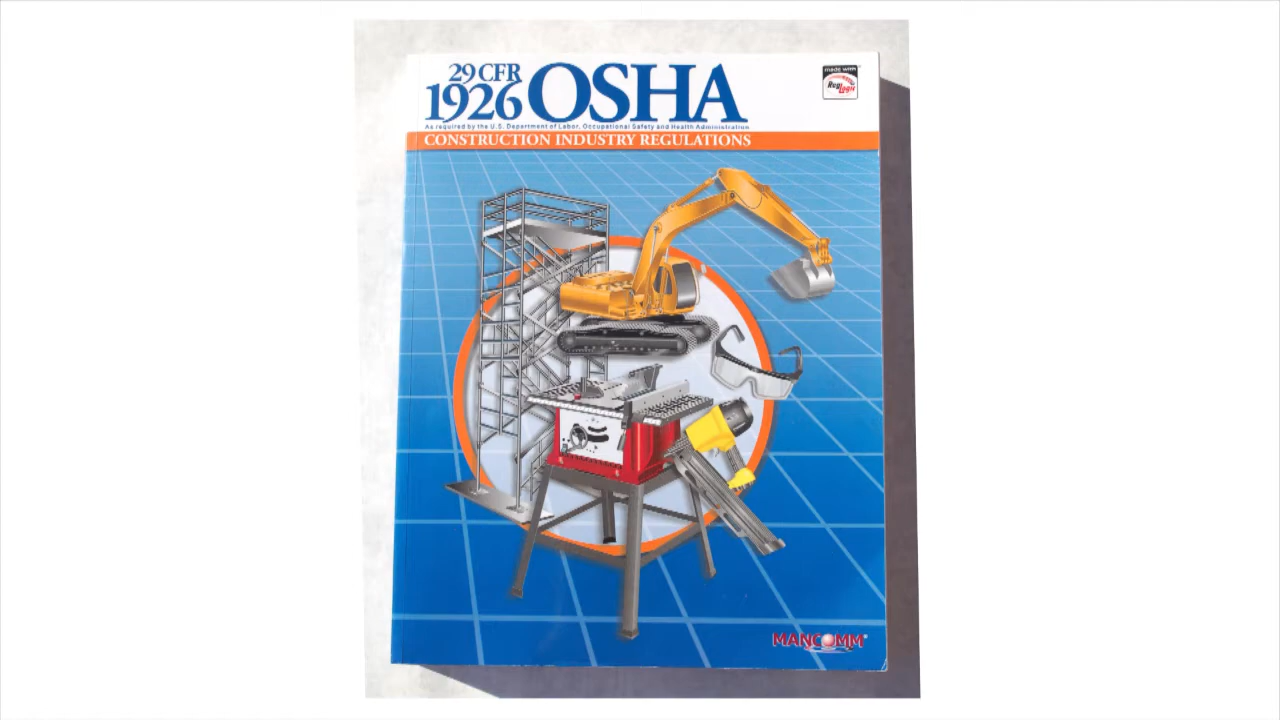 29 CFR
1926 OSHA
As required by the U.S. Department of Labor, Occupational Safety and Health Administration
CONSTRUCTION INDUSTRY REGULATIONS
made with
RegLogic
MANCOMM®